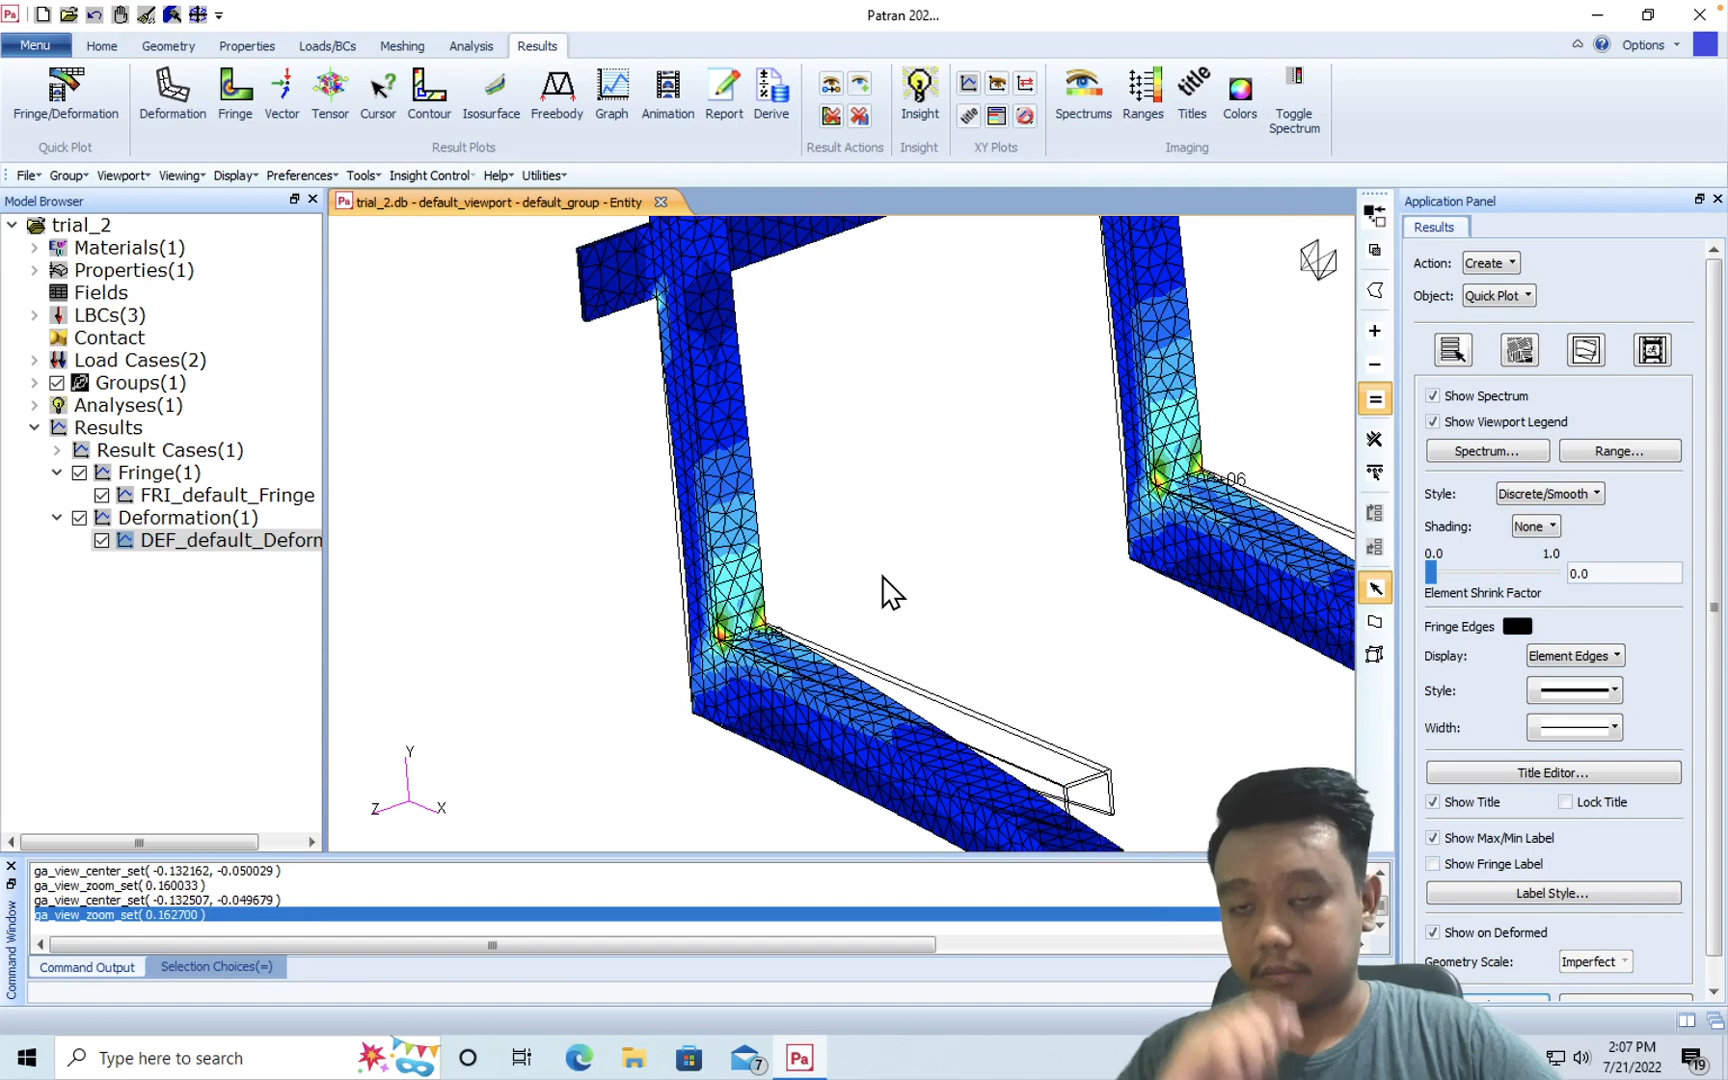 Pa
Patran 202...
Menu Home Geometry Properties Loads/BCs Meshing Analysis Results
Options
Fringe/Deformation Deformation Fringe Vector Tensor Cursor Contour Isosurface Freebody Graph Animation Report Derive Insight Spectrums Ranges Titles Colors Toggle Spectrum
Quick Plot Result Plots Result Actions Insight XY Plots Imaging
File Group Viewport Viewing Display Preferences Tools Insight Control Help Utilities
Model Browser
trial_2
Materials(1)
Properties(1)
Fields
LBCs(3)
Contact
Load Cases(2)
Groups(1)
Analyses(1)
Results
Result Cases(1)
Fringe(1)
FRI_default_Fringe
Deformation(1)
DEF_default_Deform
Pa trial_2.db - default_viewport - default_group - Entity
Y
Z
X
Application Panel
Results
Action: Create
Object: Quick Plot
Show Spectrum
Show Viewport Legend
Spectrum... Range...
Style: Discrete/Smooth
Shading: None
0.0 1.0
0.0
Element Shrink Factor
Fringe Edges
Display: Element Edges
Style:
Width:
Title Editor...
Show Title Lock Title
Show Max/Min Label
Show Fringe Label
Label Style...
Show on Deformed
Geometry Scale: Imperfect
Command Window
ga_view_center_set( -0.132162, -0.050029 )
ga_view_zoom_set( 0.160033 )
ga_view_center_set( -0.132507, -0.049679 )
ga_view_zoom_set( 0.162700 )
Command Output Selection Choices(=)
Type here to search
7
Pa
2:07 PM
7/21/2022
19